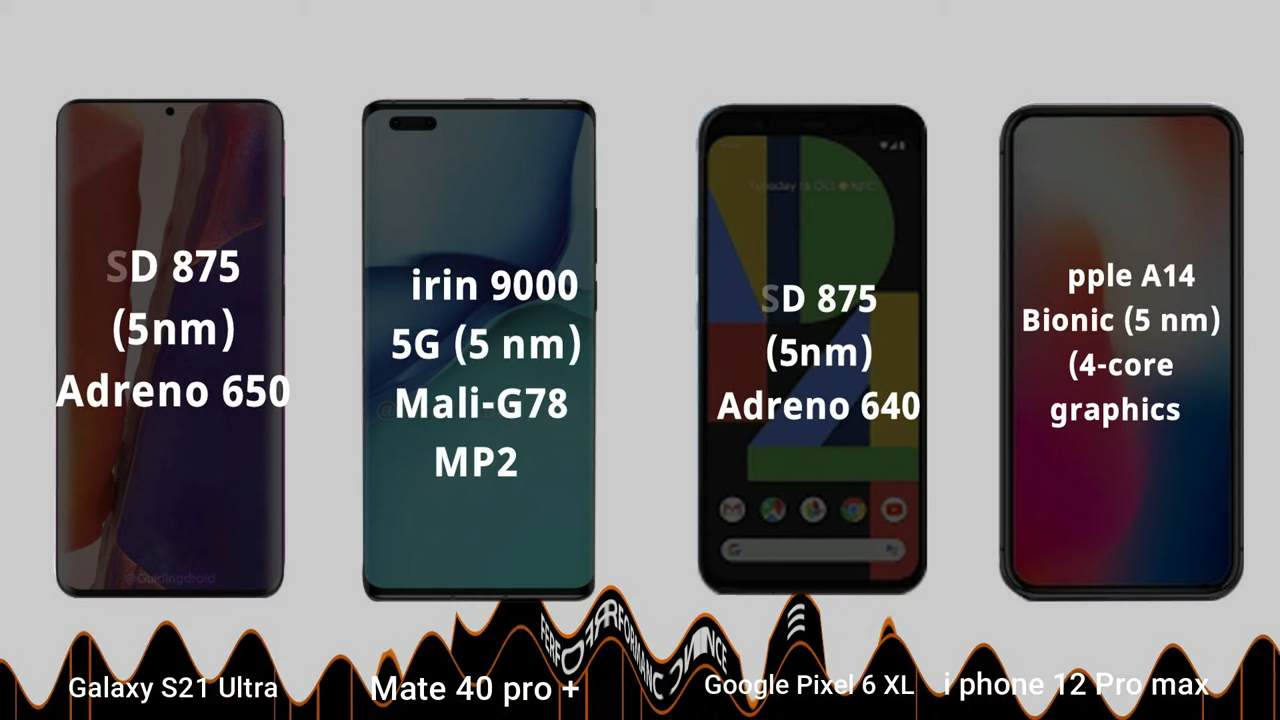 SD 875
(5nm)
Adreno 650
@Guidingdroid
irin 9000
5G (5 nm)
Mali-G78
MP2
SD 875
(5nm)
Adreno 640
pple A14
Bionic (5 nm)
(4-core
graphics
Galaxy S21 Ultra
Mate 40 pro +
Google Pixel 6 XL
i phone 12 Pro max